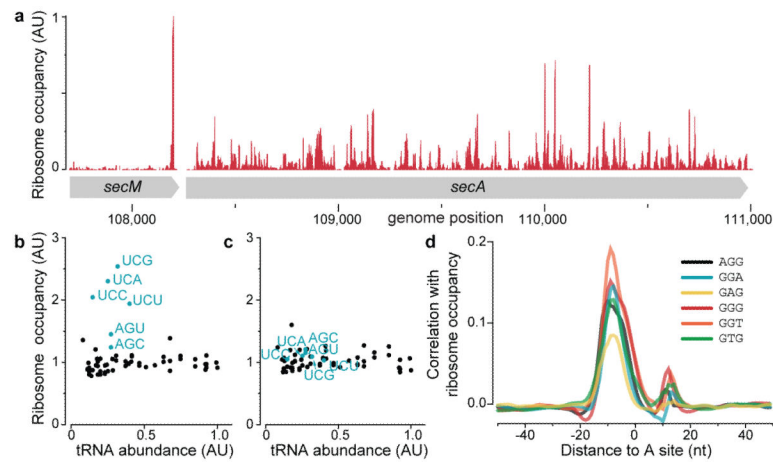 a
Ribosome occupancy (AU)
1
0
secM
secA
108,000
109,000
genome position
110,000
111,000
b
Ribosome occupancy (AU)
3
2
1
0
UCG
UCA
UCC
UCU
AGU
AGC
0
0.5
1.0
tRNA abundance (AU)
c
3
2
1
0
UCA
AGC
UCC
AGU
UCU
UCG
0
0.5
1.0
tRNA abundance (AU)
d
Correlation with
ribosome occupancy
0.2
0.1
0.0
AGG
GGA
GAG
GGG
GGT
GTG
-40
-20
0
20
40
Distance to A site (nt)